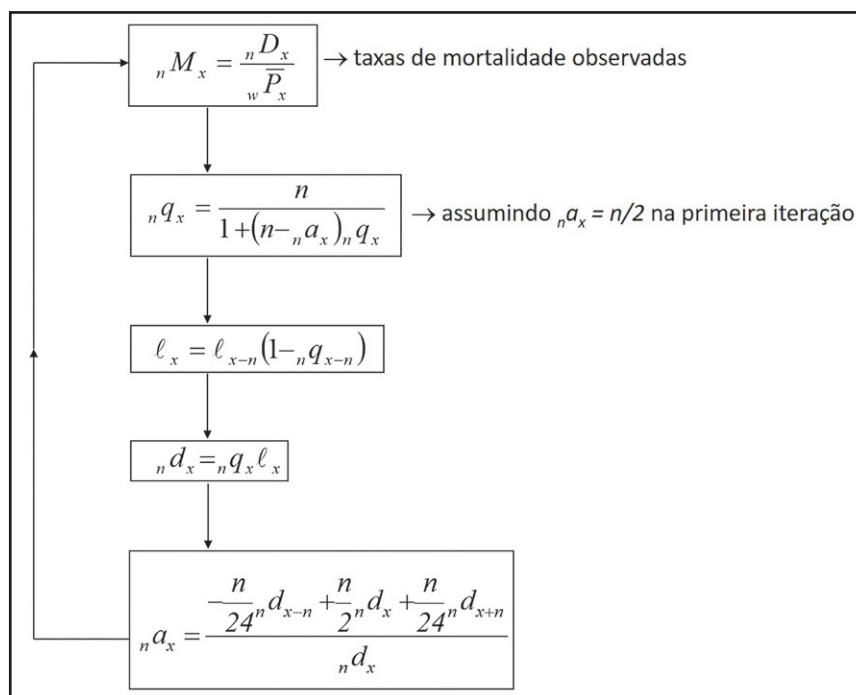 ₙMₓ = ₙDₓ / _w P̅ₓ → taxas de mortalidade observadas
ₙqₓ = n / (1+(n−ₙaₓ)ₙqₓ) → assumindo ₙaₓ = n/2 na primeira iteração
ℓₓ = ℓₓ₋ₙ(1−ₙqₓ₋ₙ)
ₙdₓ=ₙqₓℓₓ
ₙaₓ = (−n/24 ₙdₓ₋ₙ + n/2 ₙdₓ + n/24 ₙdₓ₊ₙ) / ₙdₓ